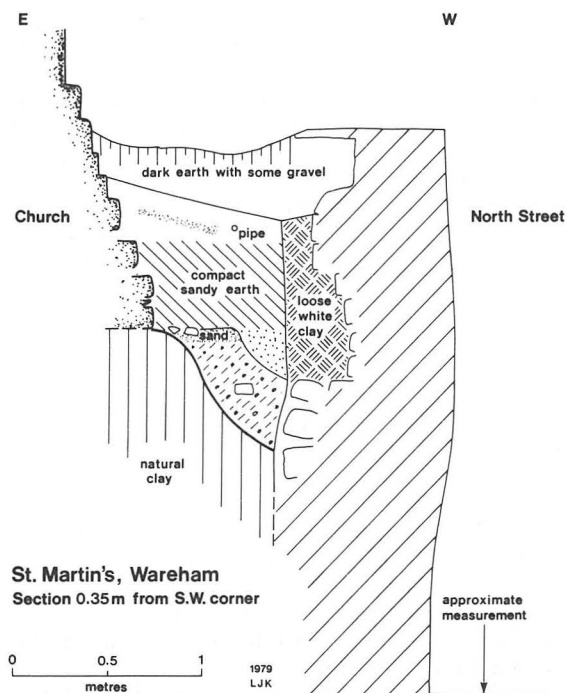 E
W
dark earth with some gravel
Church
North Street
pipe
compact
sandy earth
loose
white
clay
sand
natural
clay
St. Martin's, Wareham
Section 0.35m from S.W. corner
approximate
measurement
0 0.5 1
metres
1979
LJK